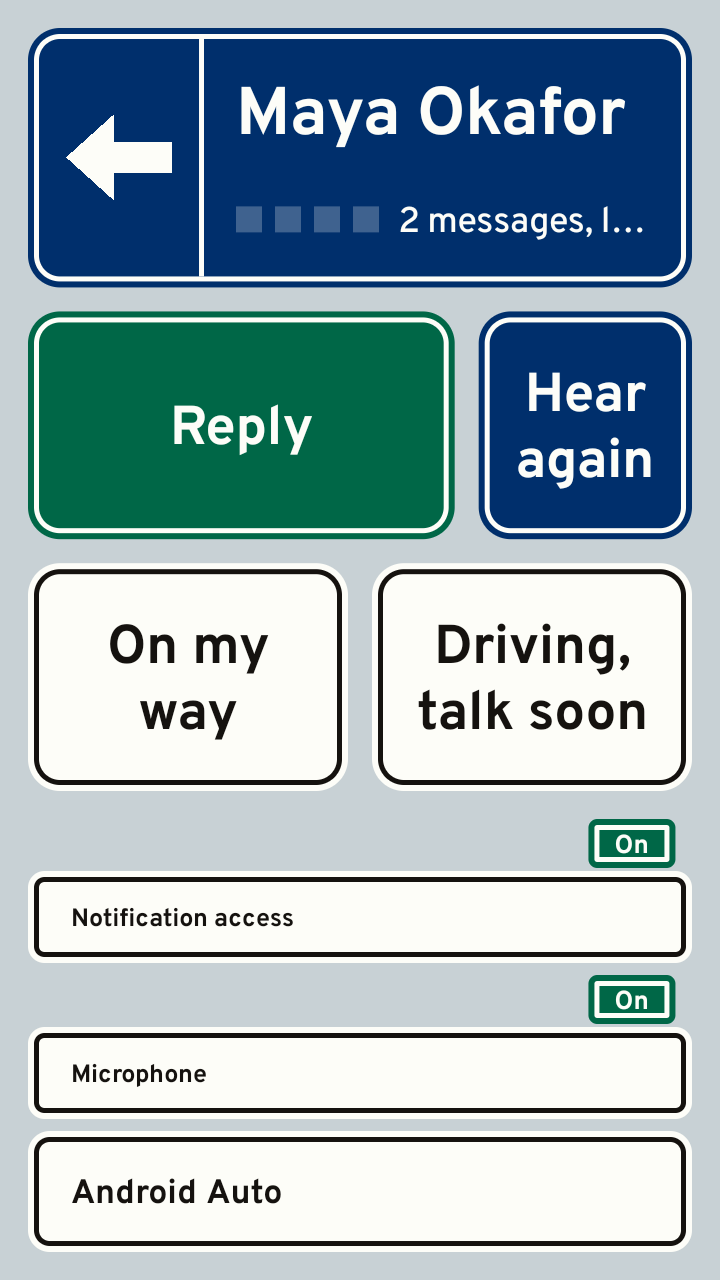 Maya Okafor
2 messages, l…
Reply
Hear
again
On my
way
Driving,
talk soon
On
Notification access
On
Microphone
Android Auto